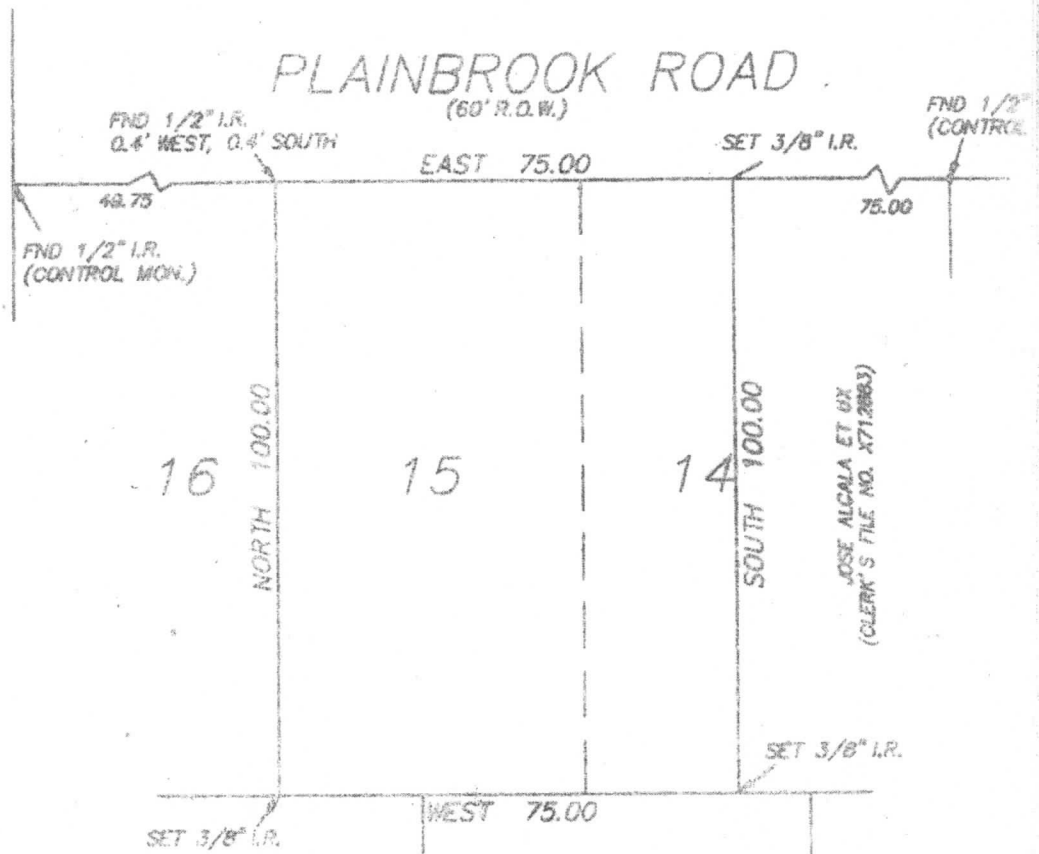 PLAINBROOK ROAD
(60' R.O.W.)
FND 1/2" I.R.
0.4' WEST, 0.4' SOUTH
EAST 75.00
SET 3/8" I.R.
FND 1/2"
(CONTROL
49.75
75.00
FND 1/2" I.R.
(CONTROL MON.)
16
NORTH 100.00
15
14
SOUTH 100.00
JOSE ALCALA ET UX
(CLERK'S FILE NO.
SET 3/8" I.R.
WEST 75.00
SET 3/8" I.R.